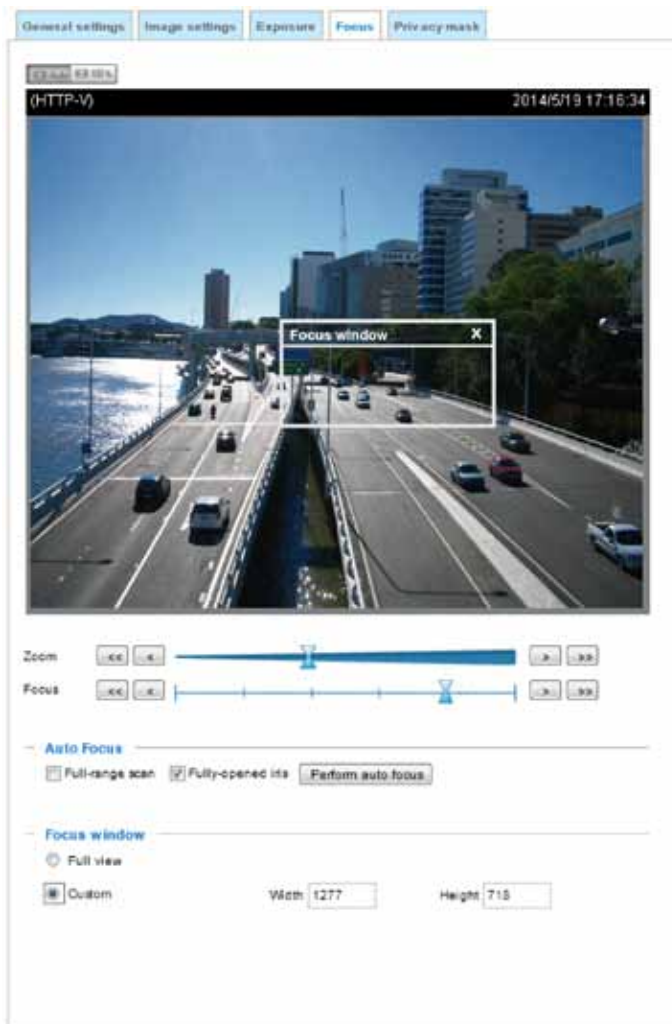 General settings Image settings Exposure Focus Privacy mask
(HTTP-V) 2014/5/19 17:16:34
Focus window X
Zoom << < > >>
Focus << < > >>
Auto Focus
Full-range scan Fully-opened iris Perform auto focus
Focus window
Full view
Custom Width 1277 Height